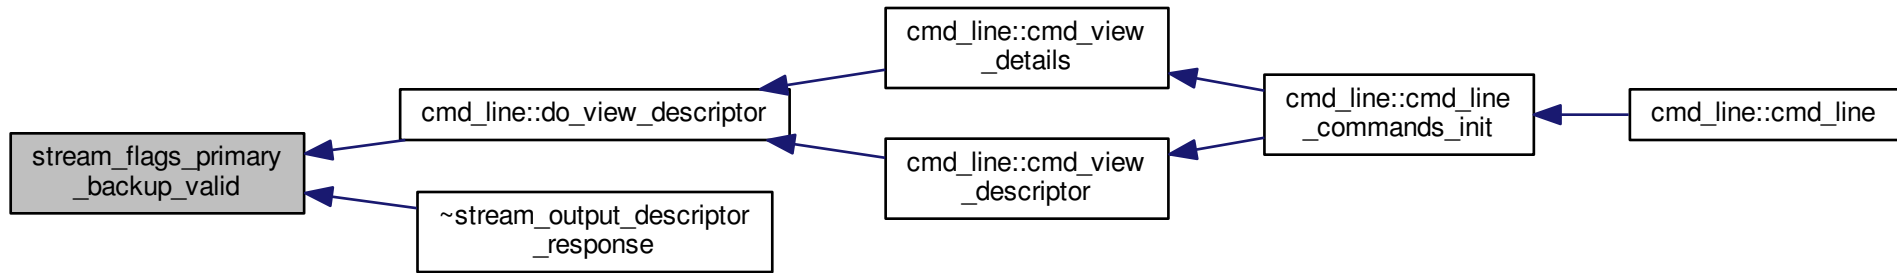 stream_flags_primary
_backup_valid
cmd_line::do_view_descriptor
~stream_output_descriptor
_response
cmd_line::cmd_view
_details
cmd_line::cmd_view
_descriptor
cmd_line::cmd_line
_commands_init
cmd_line::cmd_line